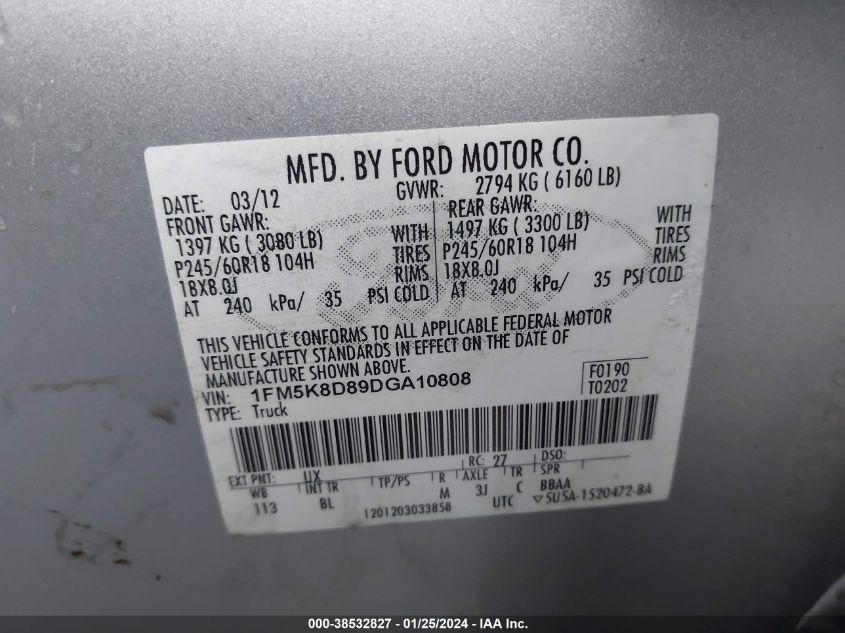 MFD. BY FORD MOTOR CO.
DATE: 03/12 GVWR: 2794 KG ( 6160 LB)
FRONT GAWR: REAR GAWR:
1397 KG ( 3080 LB) WITH 1497 KG ( 3300 LB) WITH
P245/60R18 104H TIRES P245/60R18 104H TIRES
18X8.0J RIMS 18X8.0J RIMS
AT 240 kPa/ 35 PSI COLD AT 240 kPa/ 35 PSI COLD
THIS VEHICLE CONFORMS TO ALL APPLICABLE FEDERAL MOTOR
VEHICLE SAFETY STANDARDS IN EFFECT ON THE DATE OF
MANUFACTURE SHOWN ABOVE.
VIN: 1FM5K8D89DGA10808 F0190
TYPE: Truck T0202
EXT PNT: UX RC: 27 DSO:
WB INT TR TP/PS R AXLE TR SPR
113 BL M 3J C BBAA
1201203033858 UTC ▽5U5A-1520472-BA
000-38532827 - 01/25/2024 - IAA, Inc.